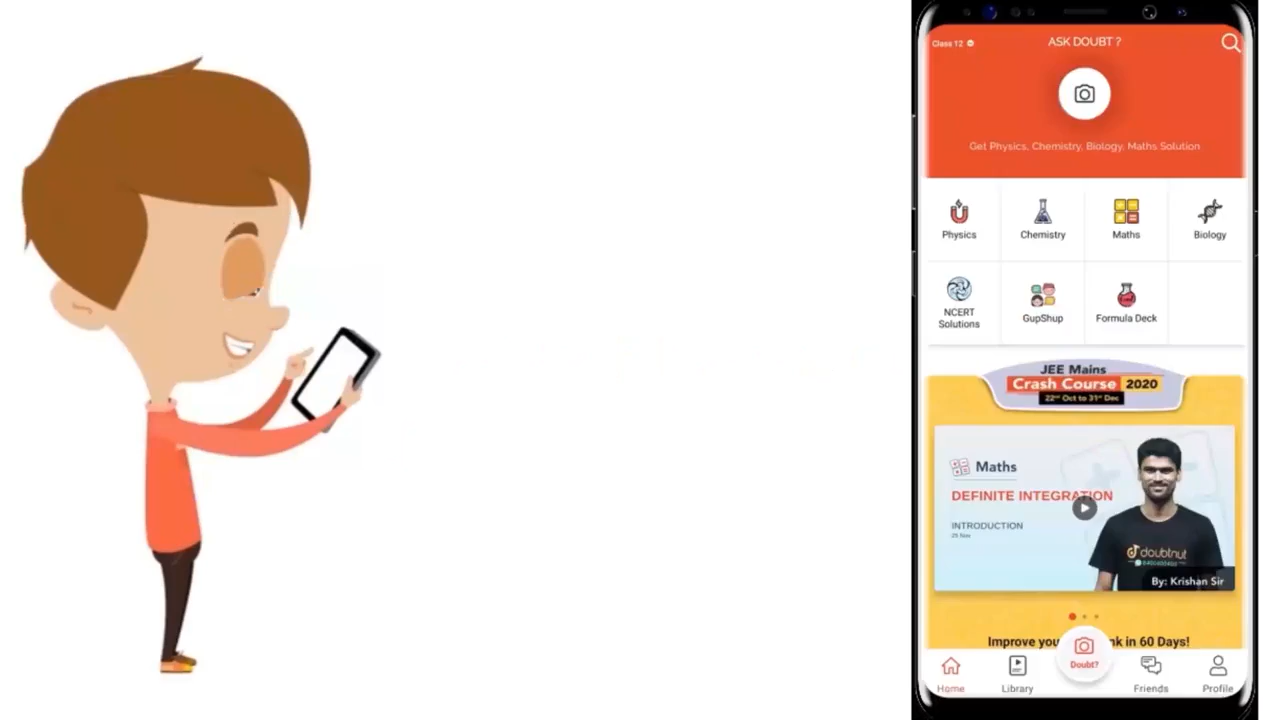 Class 12
ASK DOUBT ?
Get Physics, Chemistry, Biology, Maths Solution
Physics
Chemistry
Maths
Biology
NCERT
Solutions
GupShup
Formula Deck
JEE Mains
Crash Course 2020
22nd Oct to 31st Dec
Maths
DEFINITE INTEGRATION
INTRODUCTION
doubtnut
By: Krishan Sir
Improve you nk in 60 Days!
Doubt?
Home
Library
Friends
Profile